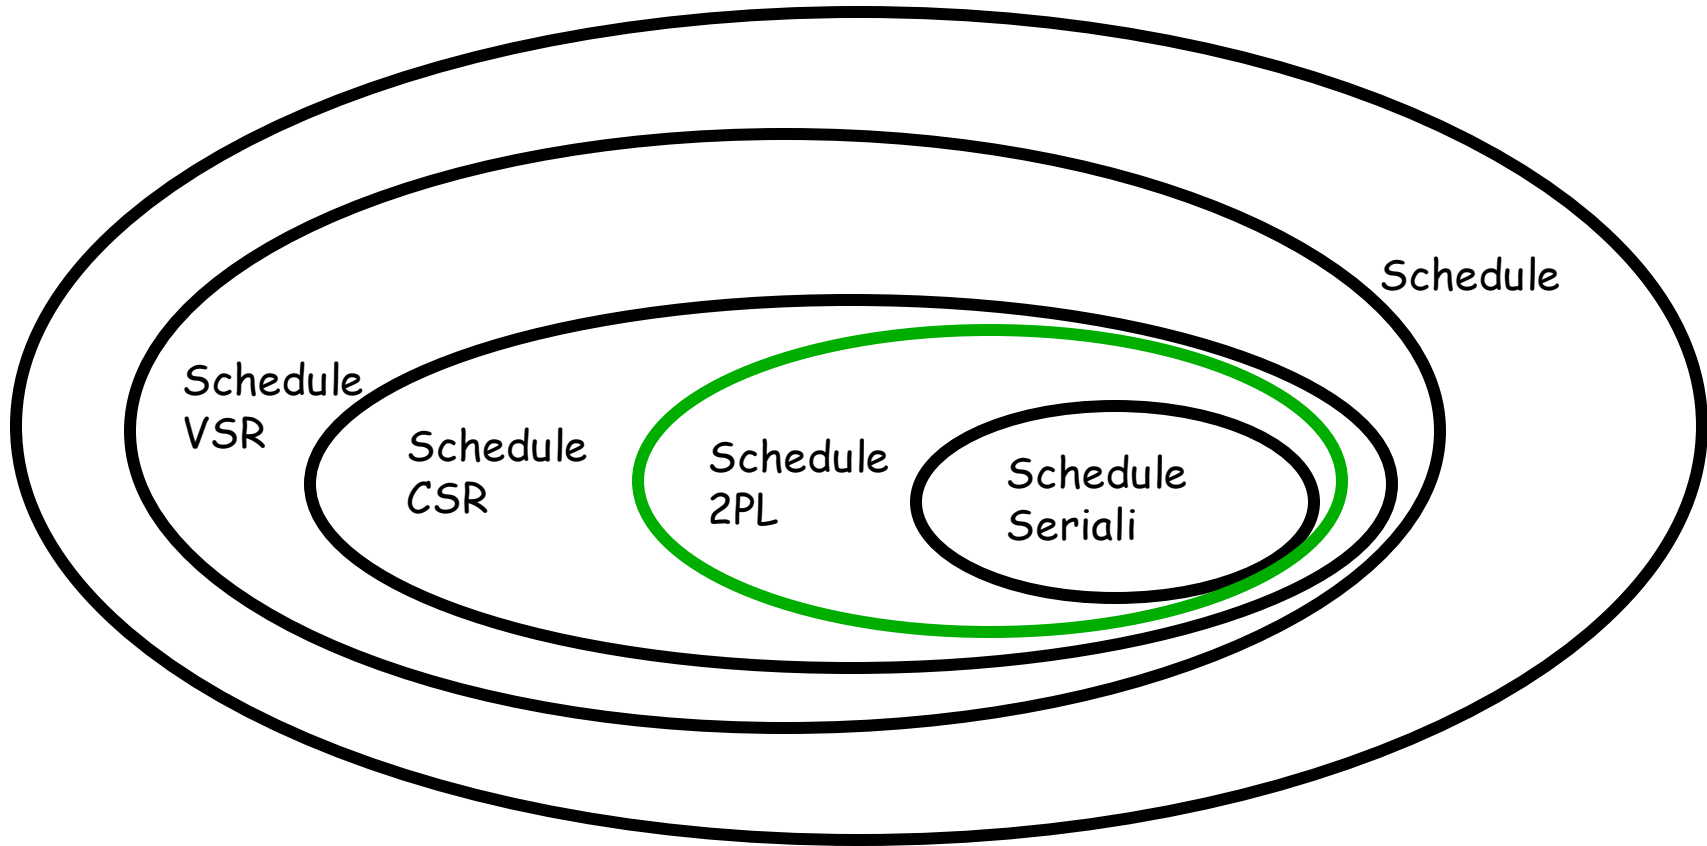 Schedule
Schedule
VSR
Schedule
CSR
Schedule
2PL
Schedule
Seriali